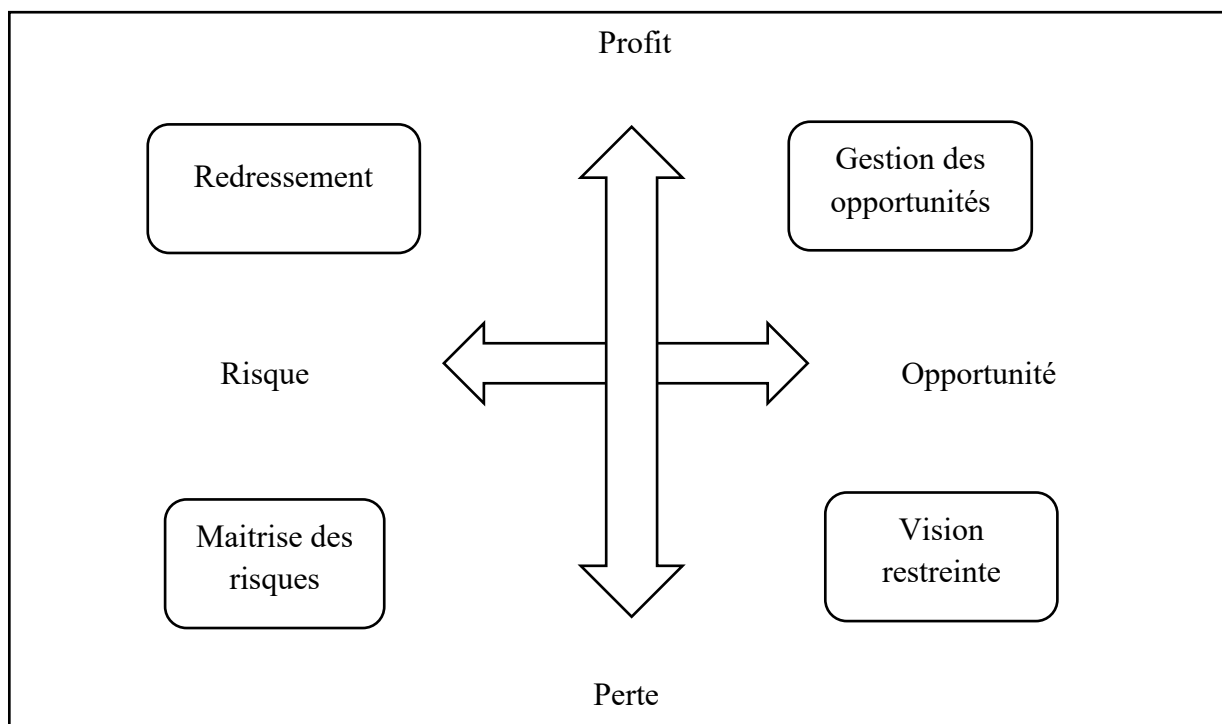 Profit
Redressement
Gestion des
opportunités
Risque
Opportunité
Maitrise des
risques
Vision
restreinte
Perte